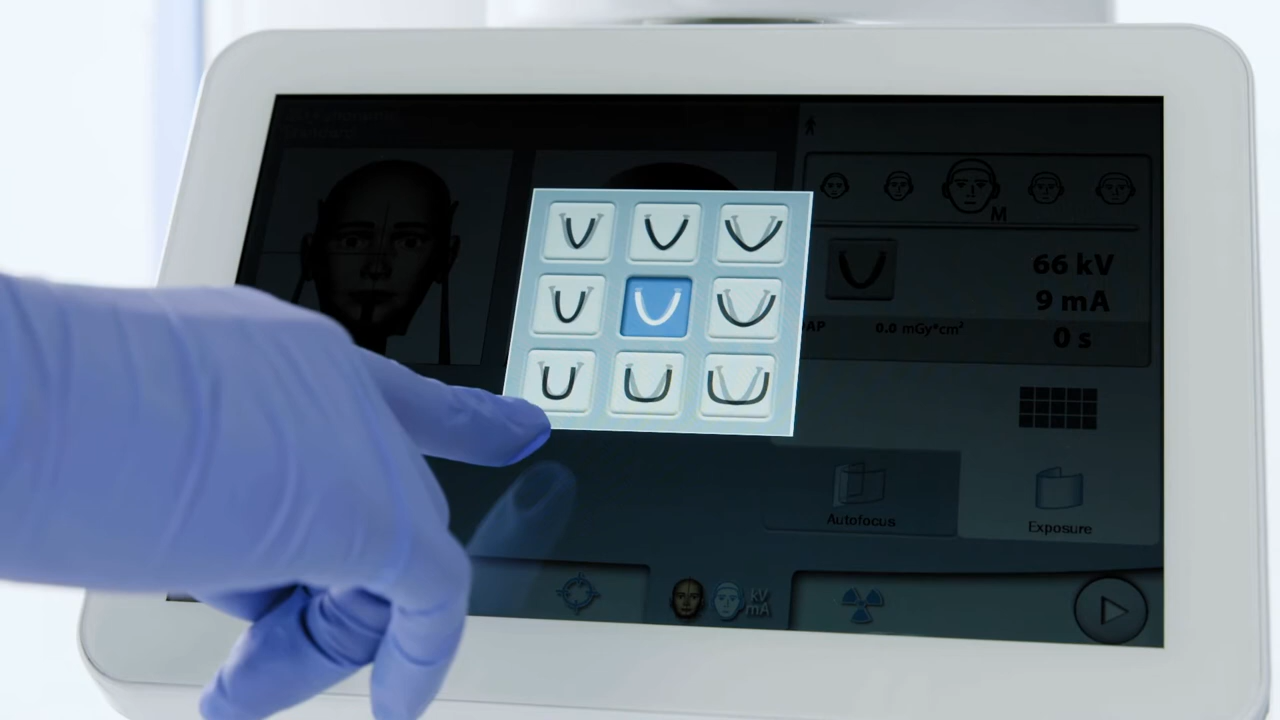 M
66 kV
9 mA
AP 0.0 mGy*cm²
0 s
Autofocus
Exposure
kV
mA